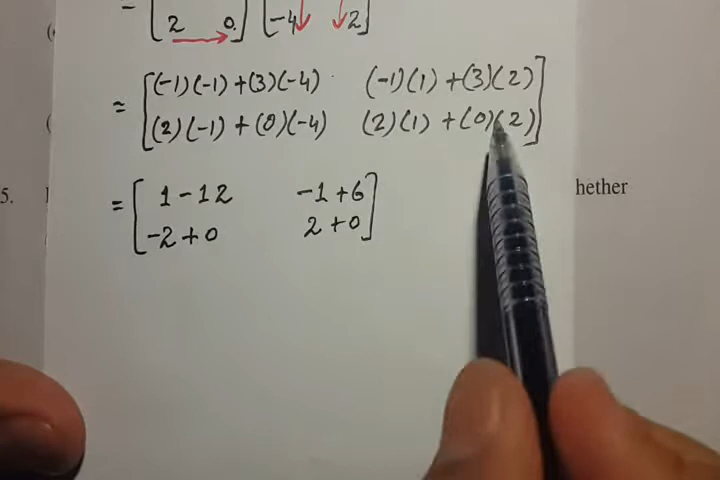 = [2 0] [-4 2]
= [(-1)(-1)+(3)(-4) (-1)(1)+(3)(2)
(2)(-1)+(0)(-4) (2)(1)+(0)(2)]
= [1-12 -1+6
-2+0 2+0]
5. hether